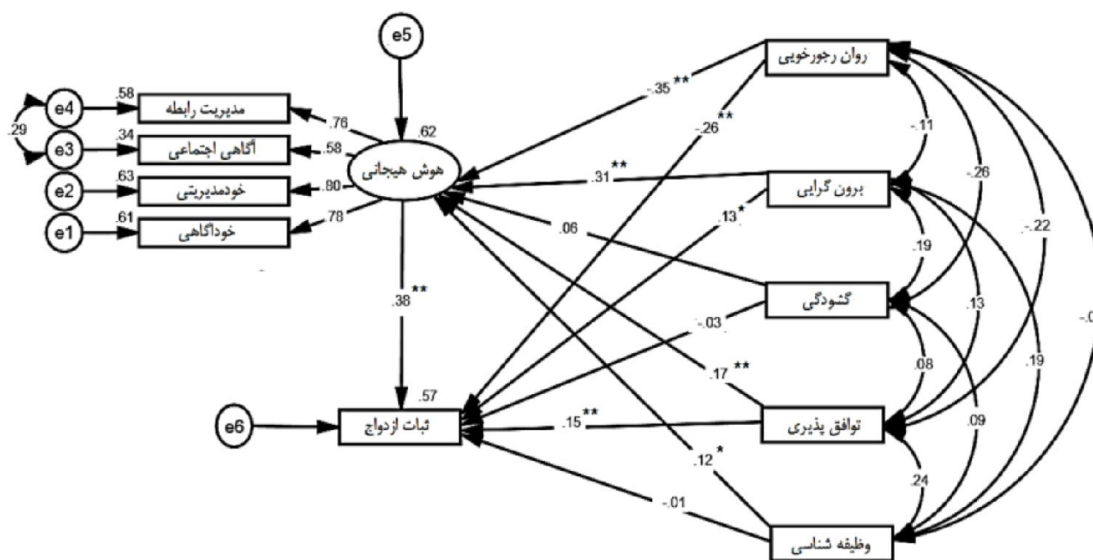 e5
روان رجورخویی
e4
.58
مدیریت رابطه
.29
.76
-.35**
.62
e3
.34
آگاهی اجتماعی
.58
هوش هیجانی
-.26**
-.11
-.26
e2
.63
خودمدیریتی
.80
.31**
برون گرایی
e1
.61
خودآگاهی
.78
.13*
.06
.19
-.22
.13
.38**
گشودگی
-.03
.08
.19
.17**
.57
e6
ثبات ازدواج
.15**
توافق پذیری
.09
.12*
.24
-.01
وظیفه شناسی